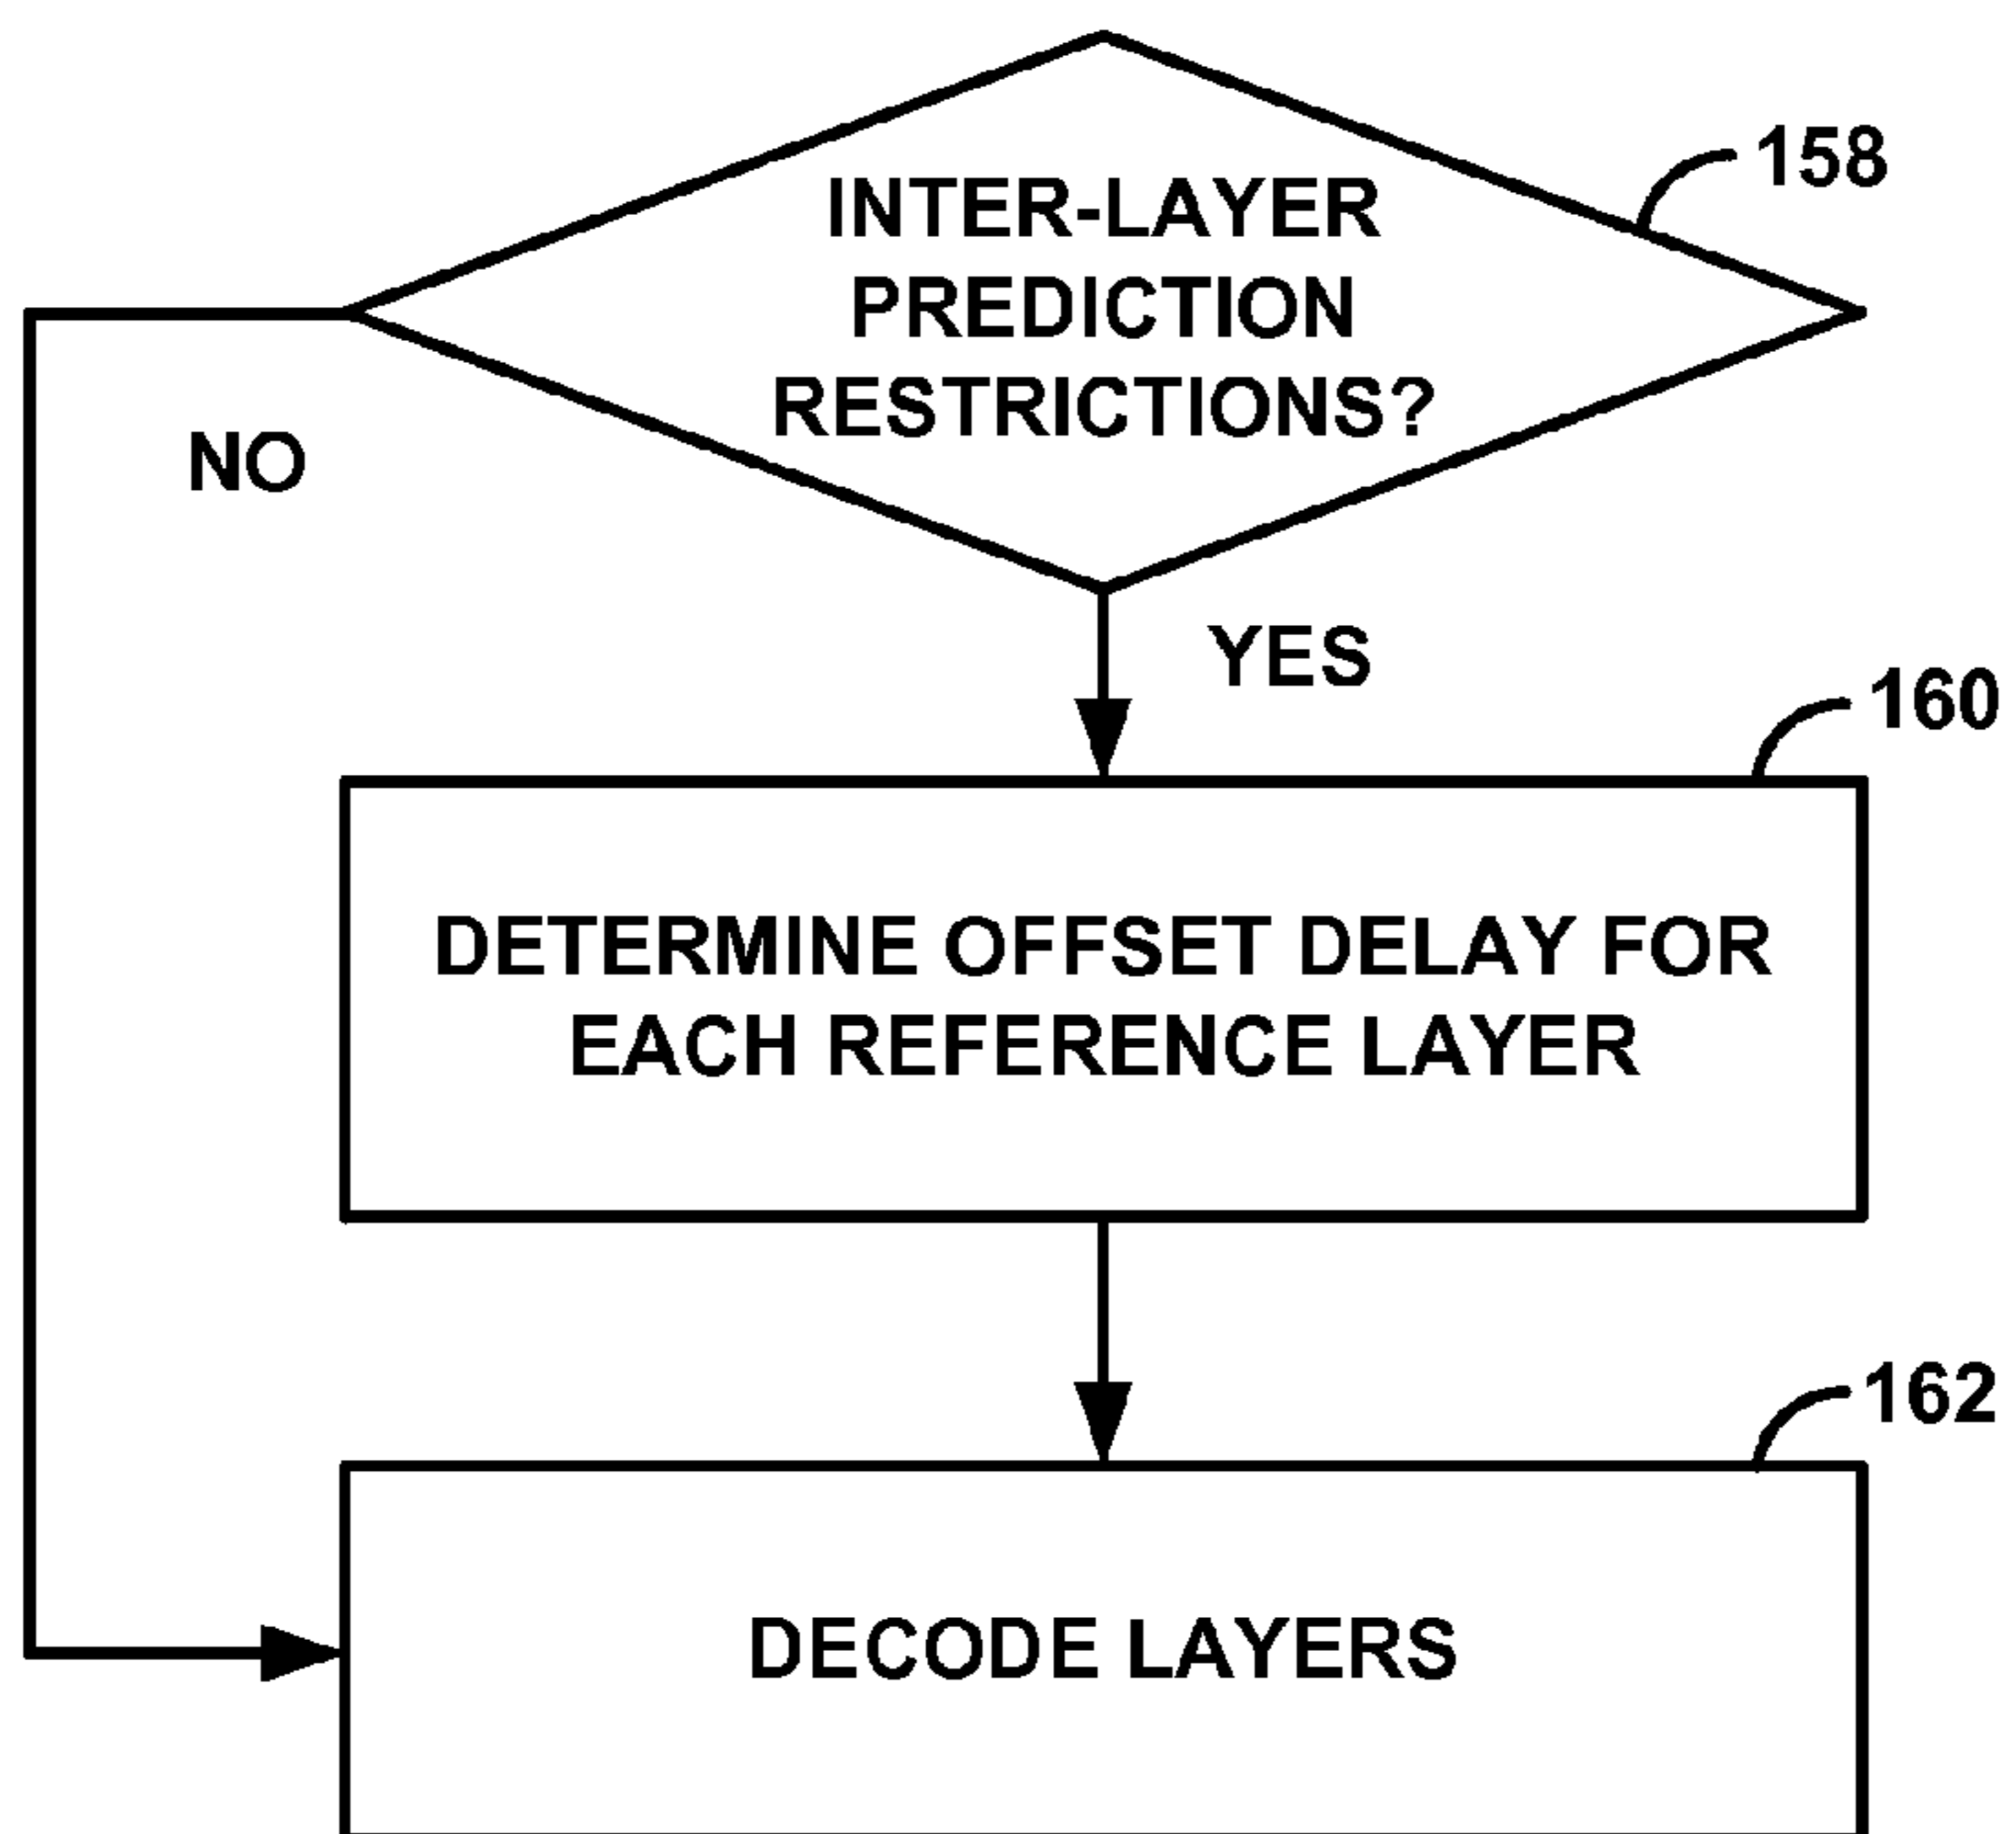 158
INTER-LAYER
PREDICTION
RESTRICTIONS?
NO
YES
160
DETERMINE OFFSET DELAY FOR
EACH REFERENCE LAYER
162
DECODE LAYERS